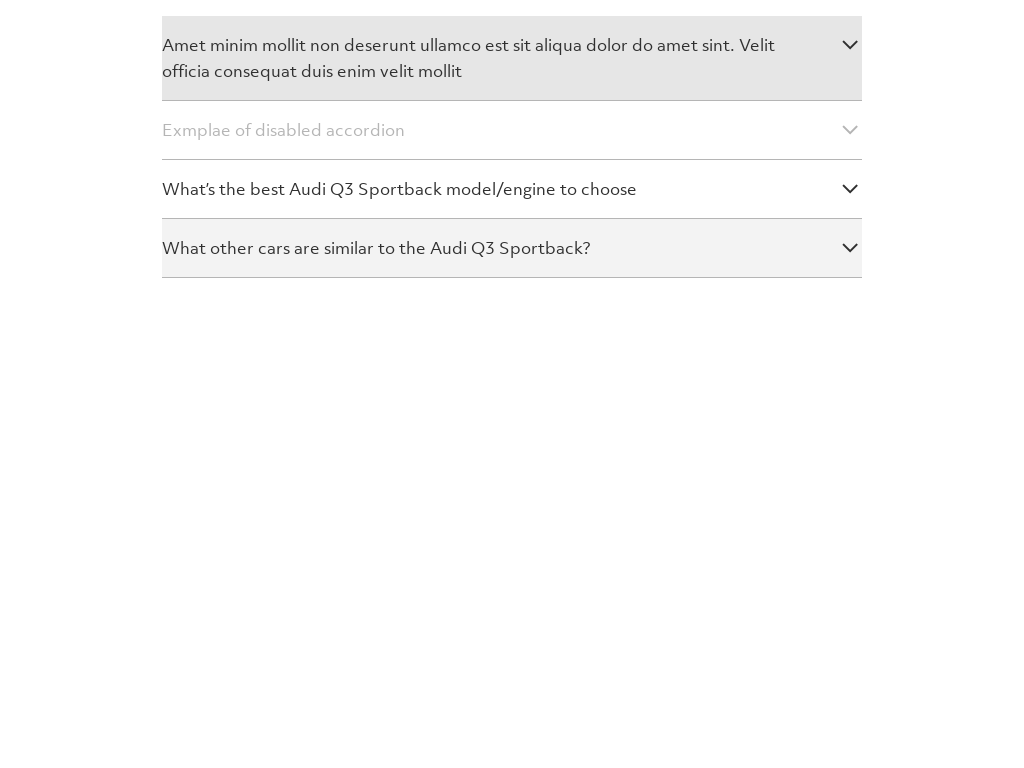 Amet minim mollit non deserunt ullamco est sit aliqua dolor do amet sint. Velit
officia consequat duis enim velit mollit
Exmplae of disabled accordion
What's the best Audi Q3 Sportback model/engine to choose
What other cars are similar to the Audi Q3 Sportback?